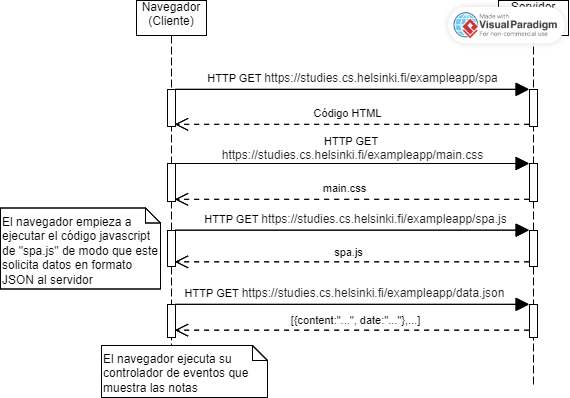 Navegador
(Cliente)
Servidor
Made with
Visual Paradigm
For non-commercial use
HTTP GET https://studies.cs.helsinki.fi/exampleapp/spa
Código HTML
HTTP GET
https://studies.cs.helsinki.fi/exampleapp/main.css
main.css
El navegador empieza a
ejecutar el código javascript
de "spa.js" de modo que este
solicita datos en formato
JSON al servidor
HTTP GET https://studies.cs.helsinki.fi/exampleapp/spa.js
spa.js
HTTP GET https://studies.cs.helsinki.fi/exampleapp/data.json
[{content:"...", date:"..."},...]
El navegador ejecuta su
controlador de eventos que
muestra las notas